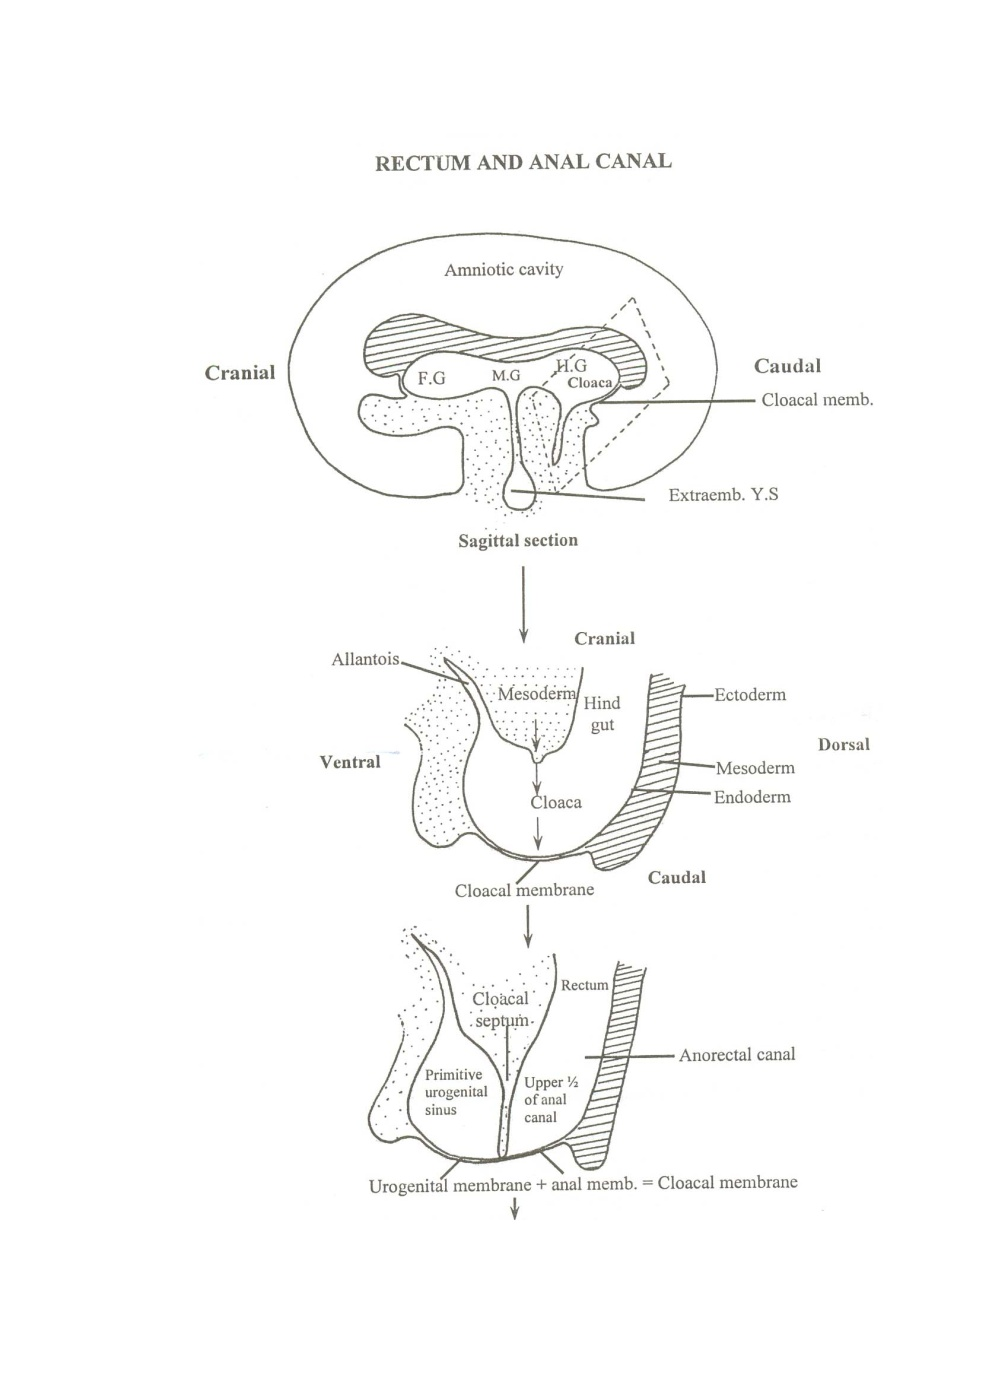 RECTUM AND ANAL CANAL
Amniotic cavity
Cranial
Caudal
F.G
M.G
H.G
Cloaca
Cloacal memb.
Extraemb. Y.S
Sagittal section
Cranial
Allantois
Mesoderm
Hind
gut
Ectoderm
Dorsal
Ventral
Mesoderm
Endoderm
Cloaca
Caudal
Cloacal membrane
Rectum
Cloacal
septum
Anorectal canal
Primitive
urogenital
sinus
Upper ½
of anal
canal
Urogenital membrane + anal memb. = Cloacal membrane